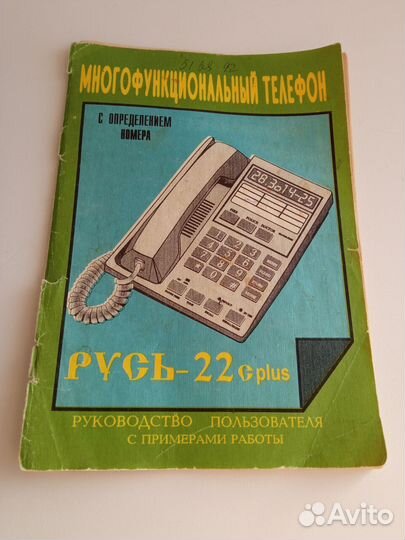 МНОГОФУНКЦИОНАЛЬНЫЙ ТЕЛЕФОН
С ОПРЕДЕЛЕНИЕМ
НОМЕРА
РУСЬ-22 C plus
РУКОВОДСТВО ПОЛЬЗОВАТЕЛЯ
С ПРИМЕРАМИ РАБОТЫ
Avito